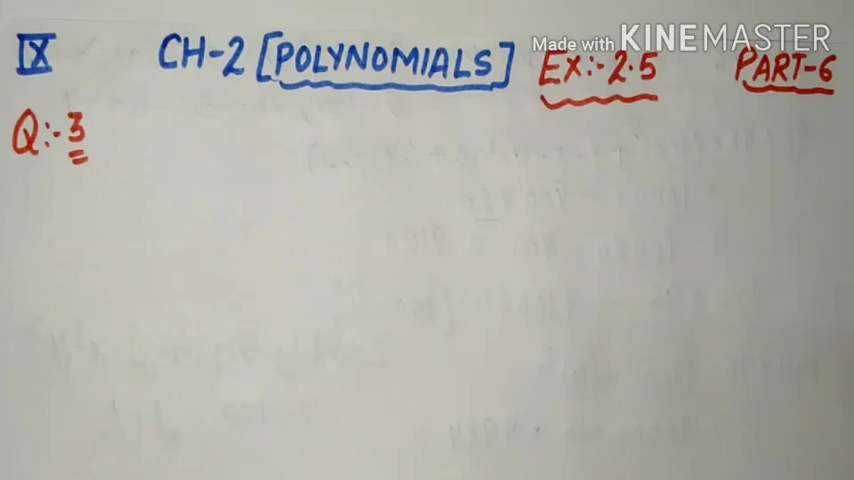 IX CH-2 [POLYNOMIALS] Ex:-2.5 PART-6
Made with KINEMASTER
Q:-3